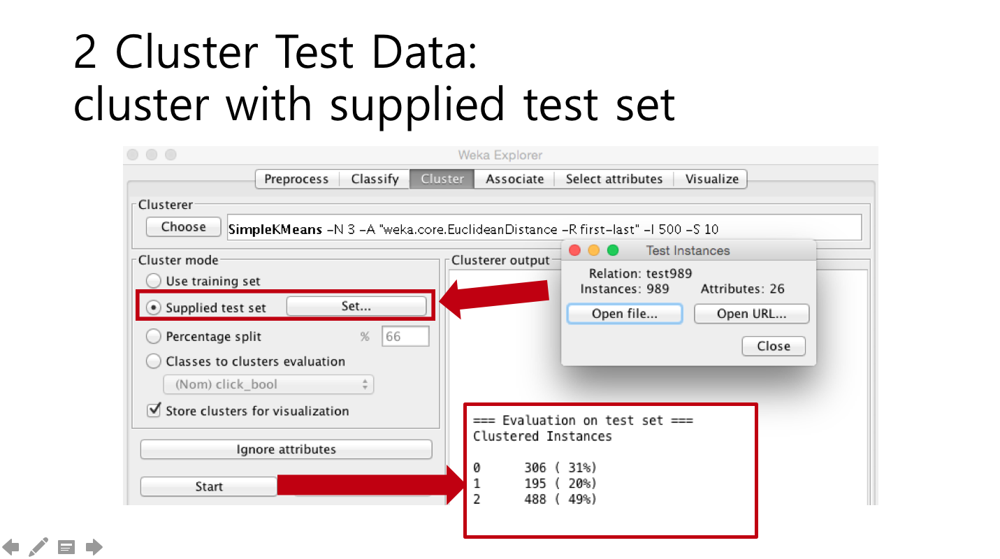 2 Cluster Test Data:
cluster with supplied test set
Weka Explorer
Preprocess Classify Cluster Associate Select attributes Visualize
Clusterer
Choose SimpleKMeans -N 3 -A "weka.core.EuclideanDistance -R first-last" -I 500 -S 10
Cluster mode
Use training set
Supplied test set Set...
Percentage split % 66
Classes to clusters evaluation
(Nom) click_bool
Store clusters for visualization
Ignore attributes
Start
Clusterer output
Test Instances
Relation: test989
Instances: 989 Attributes: 26
Open file... Open URL...
Close
=== Evaluation on test set ===
Clustered Instances
0 306 ( 31%)
1 195 ( 20%)
2 488 ( 49%)